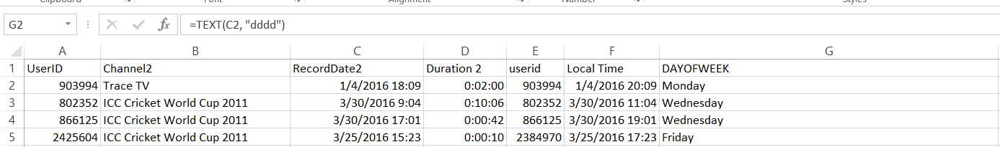 Clipboard Font Alignment Number Styles
G2 fx =TEXT(C2, "dddd")
A B C D E F G
1 UserID Channel2 RecordDate2 Duration 2 userid Local Time DAYOFWEEK
2 903994 Trace TV 1/4/2016 18:09 0:02:00 903994 1/4/2016 20:09 Monday
3 802352 ICC Cricket World Cup 2011 3/30/2016 9:04 0:10:06 802352 3/30/2016 11:04 Wednesday
4 866125 ICC Cricket World Cup 2011 3/30/2016 17:01 0:00:42 866125 3/30/2016 19:01 Wednesday
5 2425604 ICC Cricket World Cup 2011 3/25/2016 15:23 0:00:10 2384970 3/25/2016 17:23 Friday